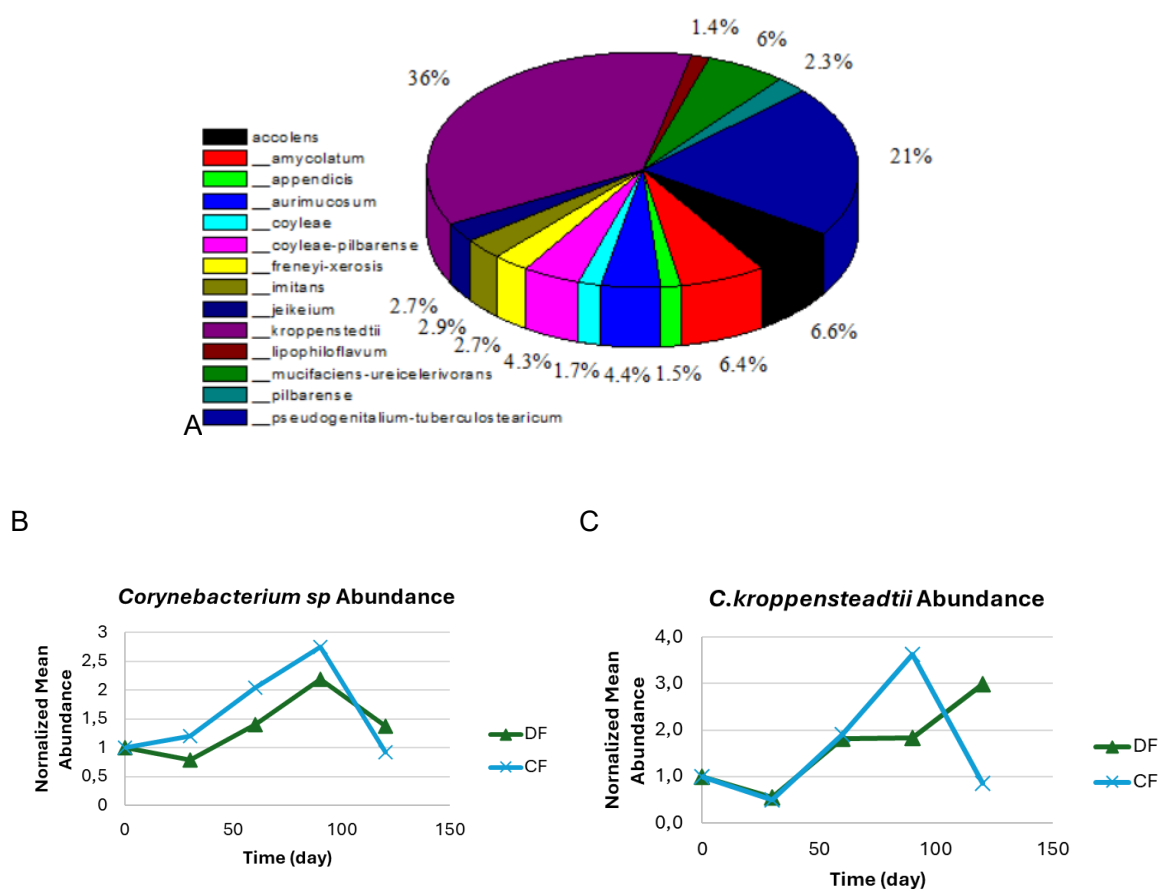 1.4%
6%
2.3%
36%
21%
accolens
__amycolatum
__appendicis
__aurimucosum
__coyleae
__coyleae-pilbarense
__freneyi-xerosis
__imitans
__jeikeium
__kroppenstedtii
__lipophiloflavum
__mucifaciens-ureicelerivorans
__pilbarense
__pseudogenitalium-tuberculostearicum
2.7%
2.9%
2.7%
4.3%
1.7%
4.4%
1.5%
6.4%
6.6%
A
B
Corynebacterium sp Abundance
Nornalized Mean
Abundance
3
2,5
2
1,5
1
0,5
0
0
50
100
150
Time (day)
DF
CF
C
C.kroppensteadtii Abundance
Nornalized Mean
Abundance
4,0
3,0
2,0
1,0
0,0
0
50
100
150
Time (day)
DF
CF